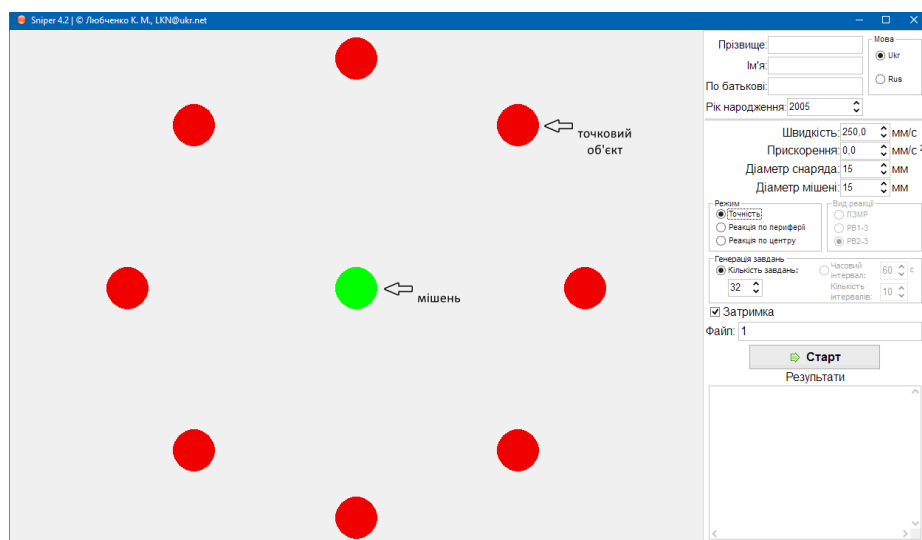 Sniper 4.2 | © Любченко К. М., LKN@ukr.net
Прізвище:
Ім'я:
По батькові:
Рік народження: 2005
Мова
Ukr
Rus
точковий
об'єкт
мішень
Швидкість: 250,0 мм/с
Прискорення: 0,0 мм/с ²
Діаметр снаряда: 15 мм
Діаметр мішені: 15 мм
Режим
Точність
Реакція по периферії
Реакція по центру
Вид реакції
ПЗМР
РВ1-3
РВ2-3
Генерація завдань
Кількість завдань:
32
Часовий
інтервал: 60 с
Кількість
інтервалів: 10
Затримка
Файл: 1
Старт
Результати